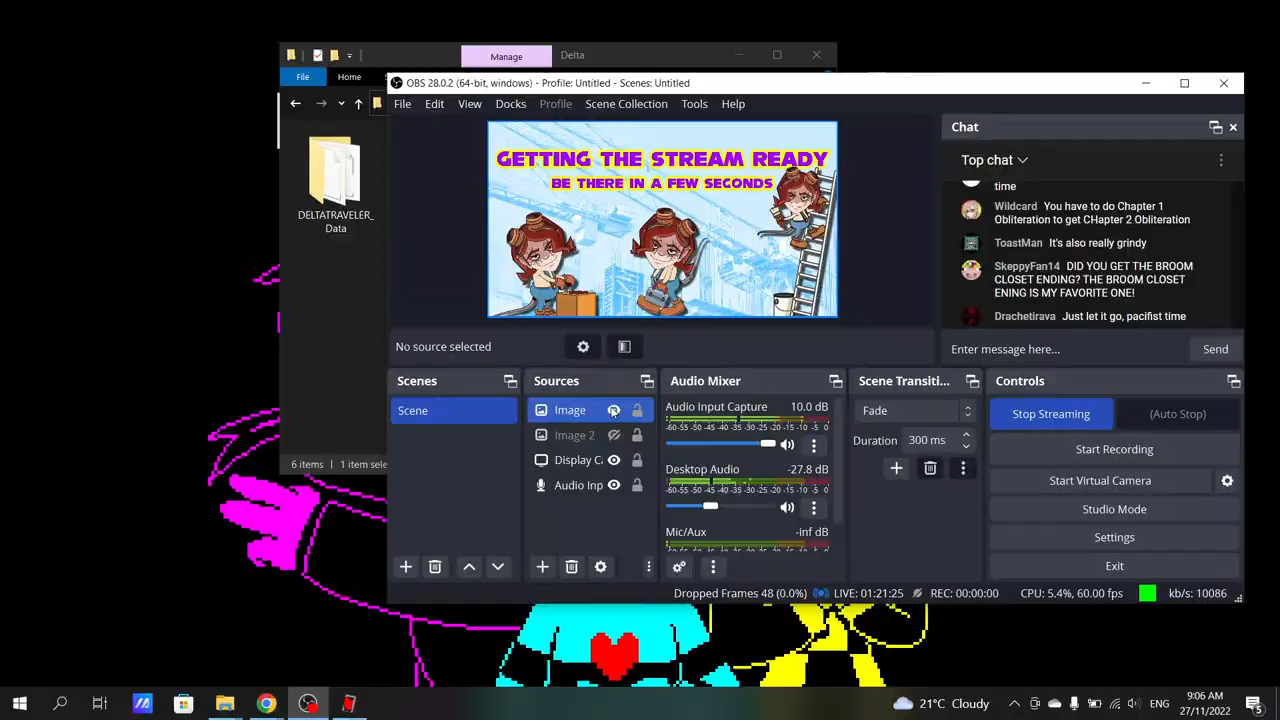 Manage
Delta
File
Home
OBS 28.0.2 (64-bit, windows) - Profile: Untitled - Scenes: Untitled
File Edit View Docks Profile Scene Collection Tools Help
DELTATRAVELER_
Data
6 items
1 item sele
GETTING THE STREAM READY
BE THERE IN A FEW SECONDS
Chat
Top chat
time
Wildcard You have to do Chapter 1
Obliteration to get CHapter 2 Obliteration
ToastMan It's also really grindy
SkeppyFan14 DID YOU GET THE BROOM
CLOSET ENDING? THE BROOM CLOSET
ENING IS MY FAVORITE ONE!
Drachetirava Just let it go, pacifist time
Enter message here...
Send
No source selected
Scenes
Scene
Sources
Image
Image 2
Display Ca
Audio Inp
Audio Mixer
Audio Input Capture 10.0 dB
-60 -55 -50 -45 -40 -35 -30 -25 -20 -15 -10 -5 0
Desktop Audio -27.8 dB
-60 -55 -50 -45 -40 -35 -30 -25 -20 -15 -10 -5 0
Mic/Aux -inf dB
Scene Transiti...
Fade
Duration 300 ms
Controls
Stop Streaming
(Auto Stop)
Start Recording
Start Virtual Camera
Studio Mode
Settings
Exit
Dropped Frames 48 (0.0%) LIVE: 01:21:25 REC: 00:00:00 CPU: 5.4%, 60.00 fps kb/s: 10086
21°C Cloudy
ENG
9:06 AM
27/11/2022
5